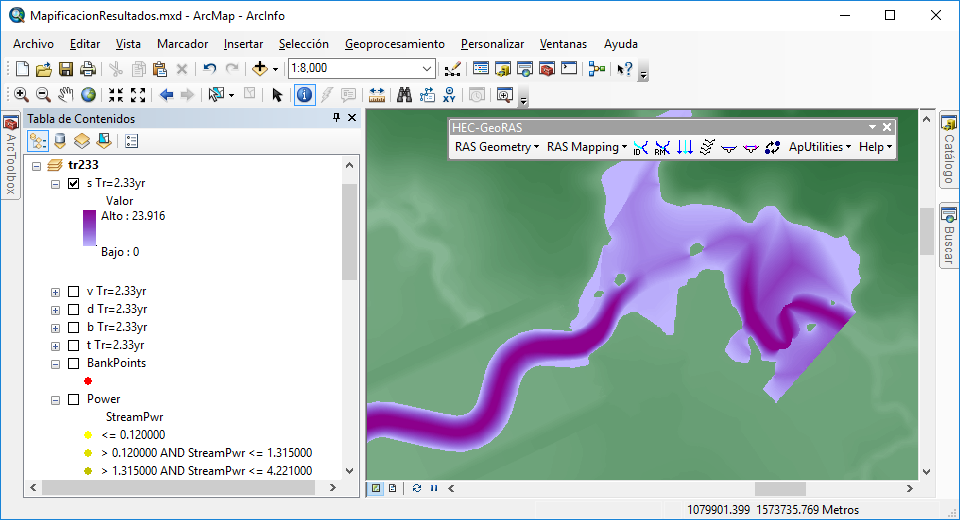 MapificacionResultados.mxd - ArcMap - ArcInfo
Archivo Editar Vista Marcador Insertar Selección Geoprocesamiento Personalizar Ventanas Ayuda
1:8,000
Tabla de Contenidos
ArcToolbox
tr233
s Tr=2.33yr
Valor
Alto : 23.916
Bajo : 0
v Tr=2.33yr
d Tr=2.33yr
b Tr=2.33yr
t Tr=2.33yr
BankPoints
Power
StreamPwr
<= 0.120000
> 0.120000 AND StreamPwr <= 1.315000
> 1.315000 AND StreamPwr <= 4.221000
HEC-GeoRAS
RAS Geometry RAS Mapping ID RM ApUtilities Help
Catálogo
Buscar
1079901.399 1573735.769 Metros